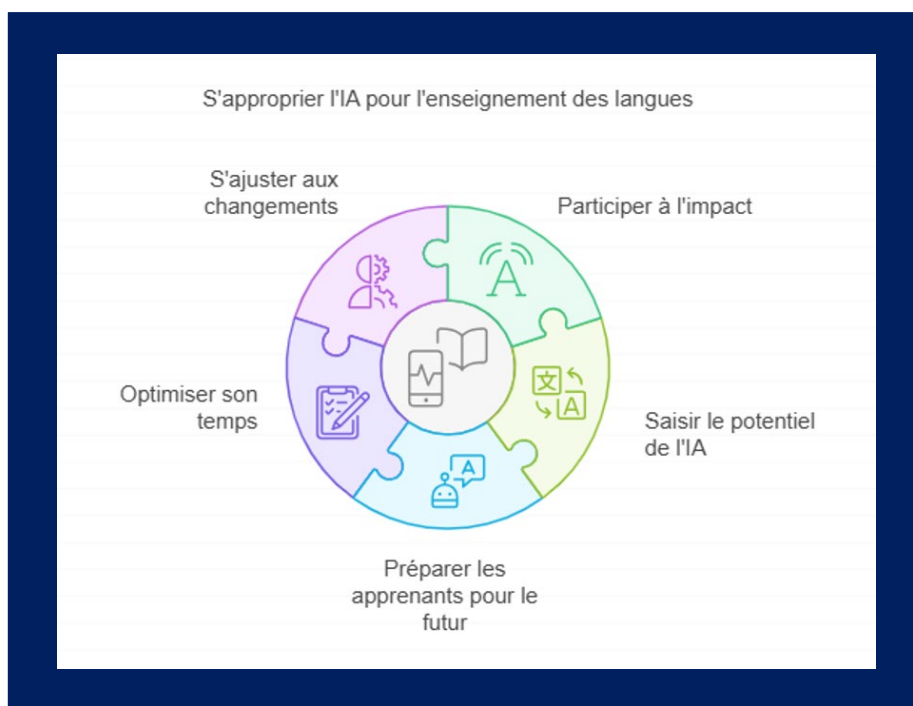 S'approprier l'IA pour l'enseignement des langues
S'ajuster aux
changements
Participer à l'impact
A
文
A
Optimiser son
temps
Saisir le potentiel
de l'IA
A
Préparer les
apprenants pour le
futur